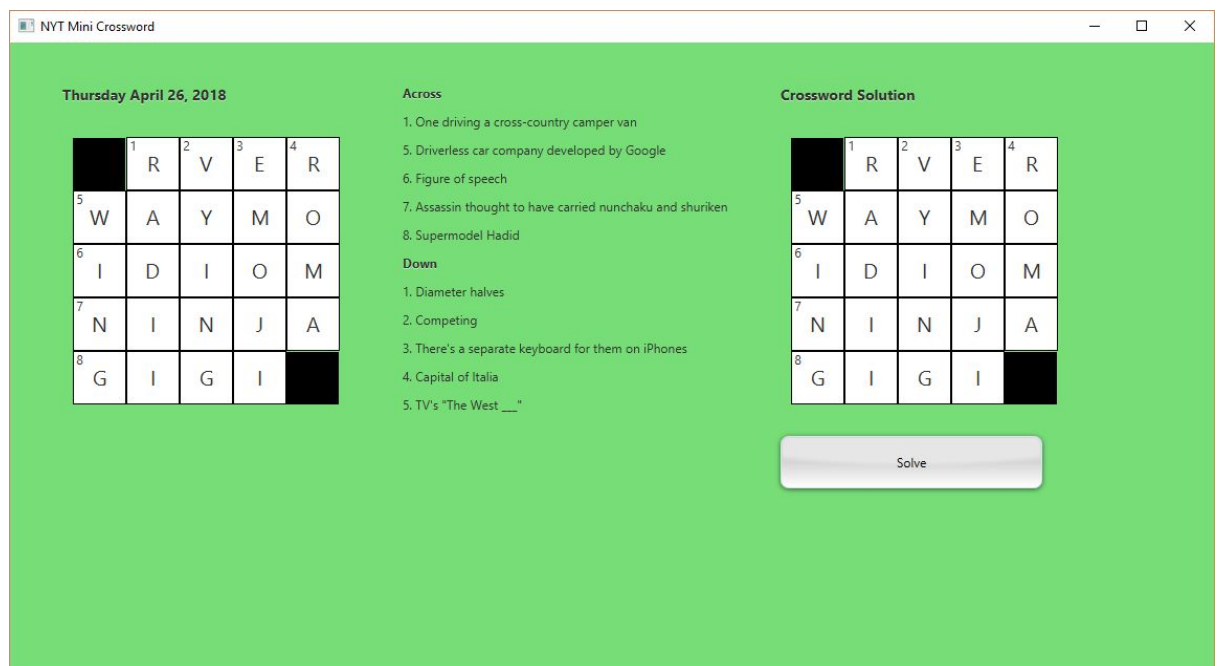 NYT Mini Crossword
Thursday April 26, 2018
1 R 2 V 3 E 4 R
5 W A Y M O
6 I D I O M
7 N I N J A
8 G I G I
Across
1. One driving a cross-country camper van
5. Driverless car company developed by Google
6. Figure of speech
7. Assassin thought to have carried nunchaku and shuriken
8. Supermodel Hadid
Down
1. Diameter halves
2. Competing
3. There's a separate keyboard for them on iPhones
4. Capital of Italia
5. TV's "The West ___"
Crossword Solution
1 R 2 V 3 E 4 R
5 W A Y M O
6 I D I O M
7 N I N J A
8 G I G I
Solve